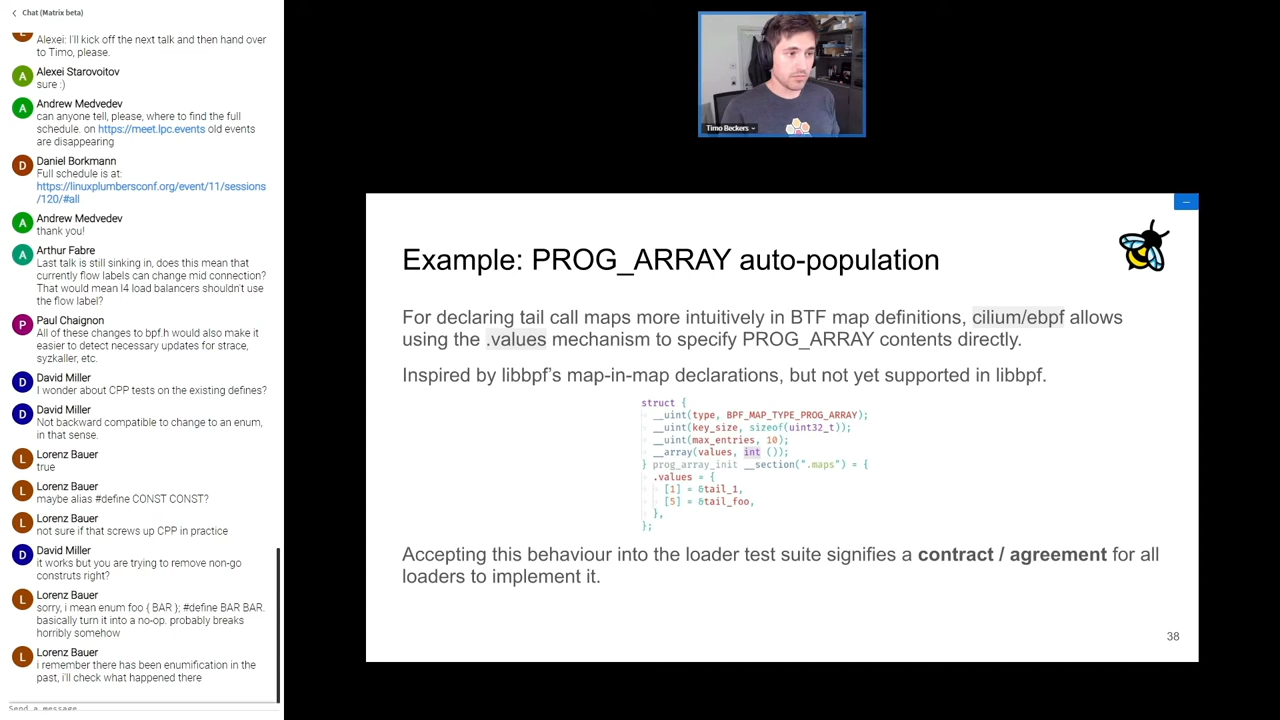 Chat (Matrix beta)
Alexei: I'll kick off the next talk and then hand over
to Timo, please.
A
Alexei Starovoitov
sure :)
A
Andrew Medvedev
can anyone tell, please, where to find the full
schedule. on https://meet.lpc.events old events
are disappearing
D
Daniel Borkmann
Full schedule is at:
https://linuxplumbersconf.org/event/11/sessions
/120/#all
A
Andrew Medvedev
thank you!
A
Arthur Fabre
Last talk is still sinking in, does this mean that
currently flow labels can change mid connection?
That would mean l4 load balancers shouldn't use
the flow label?
P
Paul Chaignon
All of these changes to bpf.h would also make it
easier to detect necessary updates for strace,
syzkaller, etc.
D
David Miller
I wonder about CPP tests on the existing defines?
D
David Miller
Not backward compatible to change to an enum,
in that sense.
L
Lorenz Bauer
true
L
Lorenz Bauer
maybe alias #define CONST CONST?
L
Lorenz Bauer
not sure if that screws up CPP in practice
D
David Miller
it works but you are trying to remove non-go
construts right?
L
Lorenz Bauer
sorry, i mean enum foo { BAR }; #define BAR BAR.
basically turn it into a no-op. probably breaks
horribly somehow
L
Lorenz Bauer
i remember there has been enumification in the
past, i'll check what happened there
Send a message
Timo Beckers
Example: PROG_ARRAY auto-population
For declaring tail call maps more intuitively in BTF map definitions, cilium/ebpf allows
using the .values mechanism to specify PROG_ARRAY contents directly.
Inspired by libbpf's map-in-map declarations, but not yet supported in libbpf.
struct {
__uint(type, BPF_MAP_TYPE_PROG_ARRAY);
__uint(key_size, sizeof(uint32_t));
__uint(max_entries, 10);
__array(values, int ());
} prog_array_init __section(".maps") = {
.values = {
[1] = &tail_1,
[5] = &tail_foo,
},
};
Accepting this behaviour into the loader test suite signifies a contract / agreement for all
loaders to implement it.
38